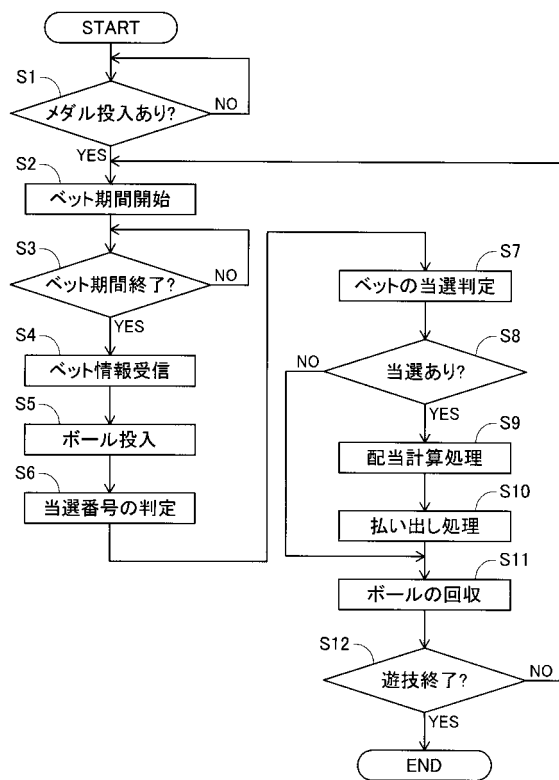 START
S1
メダル投入あり?
NO
YES
S2
ベット期間開始
S3
ベット期間終了?
NO
YES
S4
ベット情報受信
S5
ボール投入
S6
当選番号の判定
S7
ベットの当選判定
S8
NO
当選あり?
YES
S9
配当計算処理
S10
払い出し処理
S11
ボールの回収
S12
遊技終了?
NO
YES
END